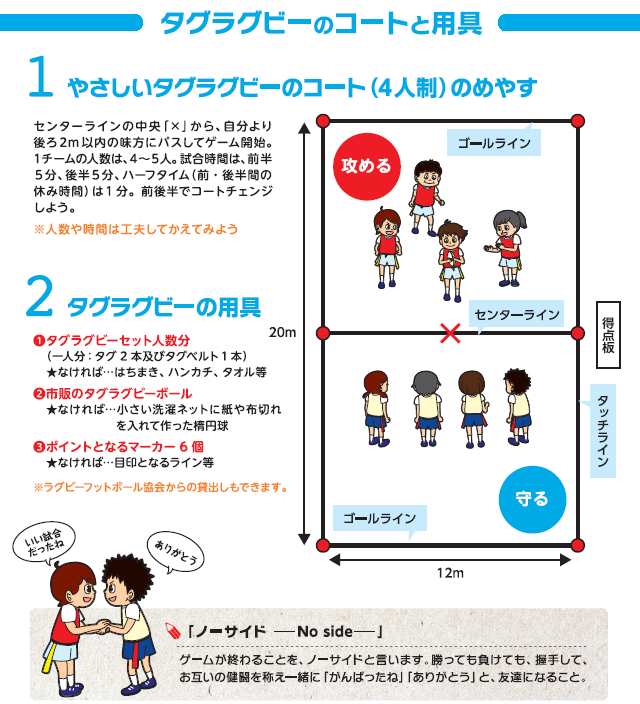 タグラグビーのコートと用具
1 やさしいタグラグビーのコート（4人制）のめやす
センターラインの中央「×」から、自分より
後ろ2m以内の味方にパスしてゲーム開始。
1チームの人数は、4〜5人。試合時間は、前半
5分、後半5分、ハーフタイム（前・後半間の
休み時間）は1分。前後半でコートチェンジ
しよう。
※人数や時間は工夫してかえてみよう
2 タグラグビーの用具
❶タグラグビーセット人数分
（一人分：タグ2本及びタグベルト1本）
★なければ…はちまき、ハンカチ、タオル等
❷市販のタグラグビーボール
★なければ…小さい洗濯ネットに紙や布切れ
を入れて作った楕円球
❸ポイントとなるマーカー6個
★なければ…目印となるライン等
※ラグビーフットボール協会からの貸出しもできます。
ゴールライン
攻める
センターライン
20m
得点板
タッチライン
守る
ゴールライン
12m
いい試合
だったね
ありがとう
「ノーサイド ―No side―」
ゲームが終わることを、ノーサイドと言います。勝っても負けても、握手して、
お互いの健闘を称え一緒に「がんばったね」「ありがとう」と、友達になること。